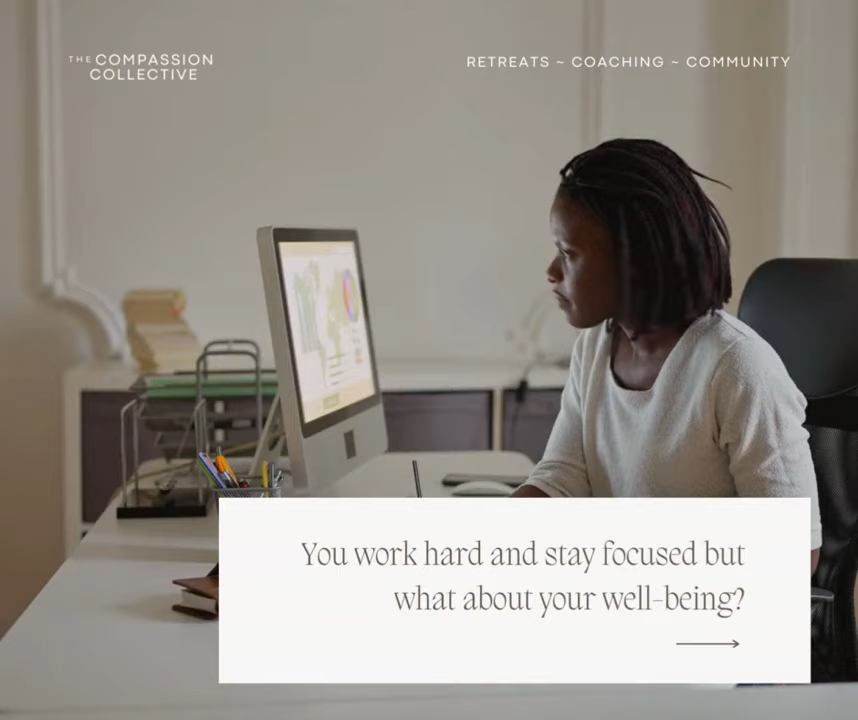 THE COMPASSION
COLLECTIVE
RETREATS ~ COACHING ~ COMMUNITY
You work hard and stay focused but
what about your well-being?